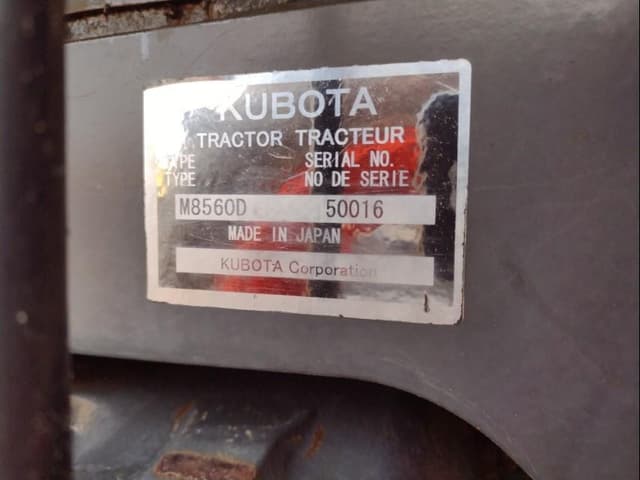 KUBOTA
TRACTOR TRACTEUR
TYPE SERIAL NO.
TYPE NO DE SERIE
M8560D 50016
MADE IN JAPAN
KUBOTA Corporation